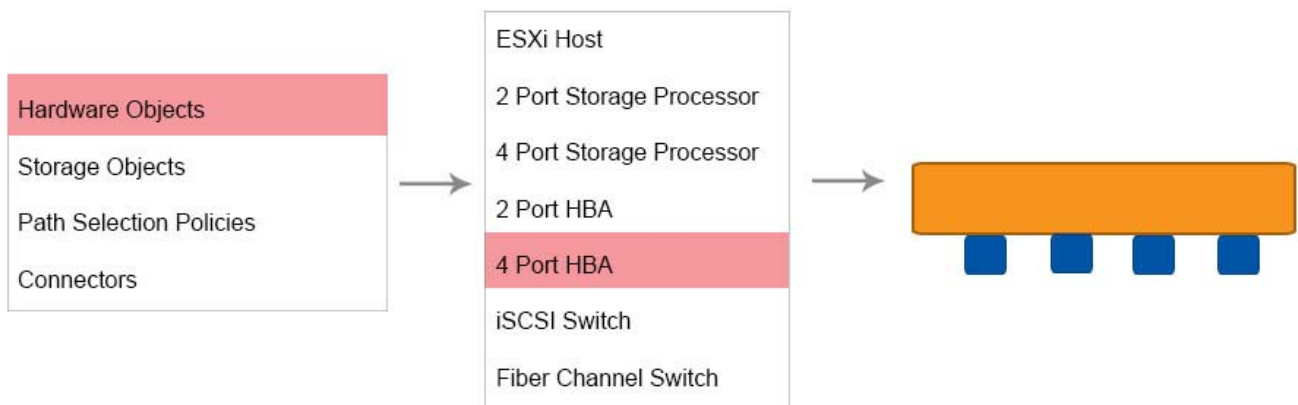 Hardware Objects
Storage Objects
Path Selection Policies
Connectors
ESXi Host
2 Port Storage Processor
4 Port Storage Processor
2 Port HBA
4 Port HBA
iSCSI Switch
Fiber Channel Switch